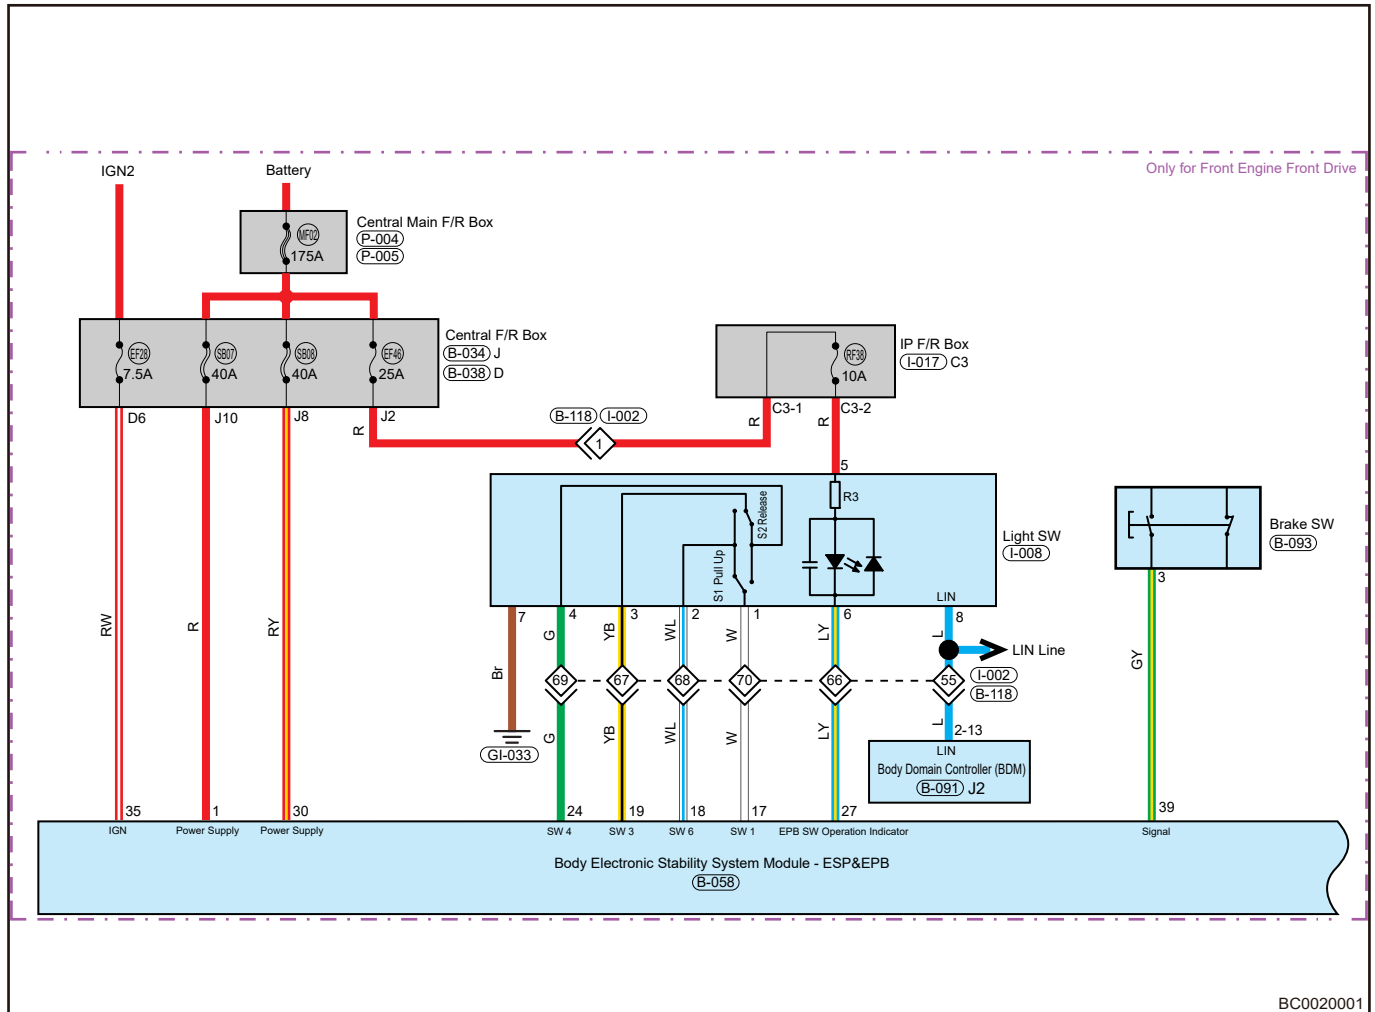 Only for Front Engine Front Drive
IGN2
Battery
MF02
175A
Central Main F/R Box
P-004
P-005
EF28
7.5A
SB07
40A
SB08
40A
EF46
25A
Central F/R Box
B-034 J
B-038 D
RF38
10A
IP F/R Box
I-017 C3
D6
J10
J8
J2
R
B-118 I-002
1
R
C3-1
R
C3-2
5
R3
S2 Release
S1 Pull Up
Light SW
I-008
LIN
Brake SW
B-093
3
7
4
3
2
1
6
8
RW
R
RY
Br
G
YB
WL
W
LY
L
LIN Line
GY
69
67
68
70
66
55
I-002
B-118
GI-033
G
YB
WL
W
LY
L
2-13
LIN
Body Domain Controller (BDM)
B-091 J2
35
1
30
24
19
18
17
27
39
IGN
Power Supply
Power Supply
SW 4
SW 3
SW 6
SW 1
EPB SW Operation Indicator
Signal
Body Electronic Stability System Module - ESP&EPB
B-058
BC0020001